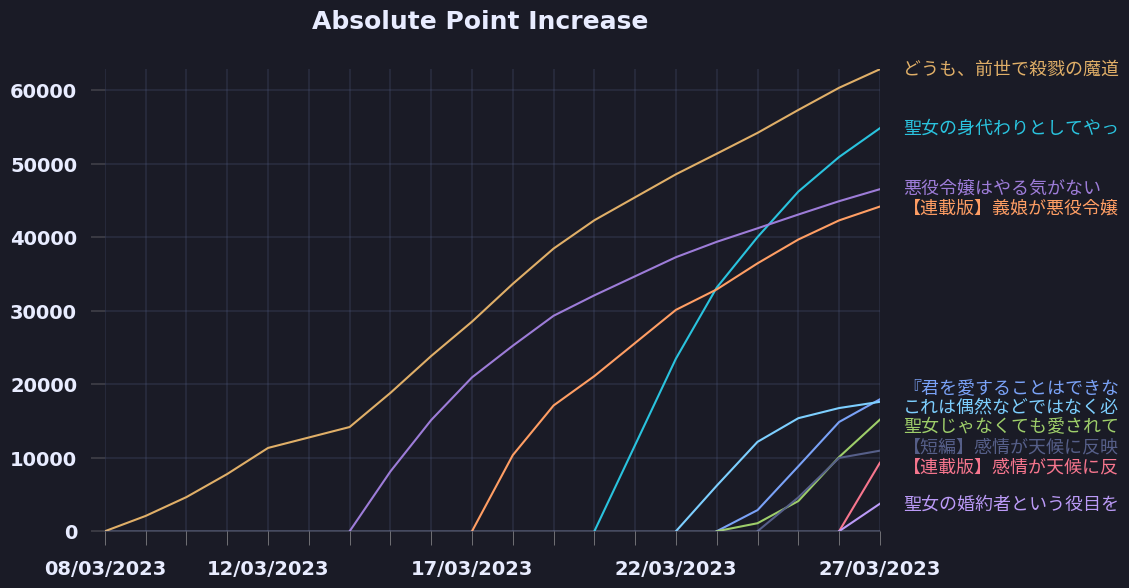 Absolute Point Increase
60000
50000
40000
30000
20000
10000
0
08/03/2023
12/03/2023
17/03/2023
22/03/2023
27/03/2023
どうも、前世で殺戮の魔道
聖女の身代わりとしてやっ
悪役令嬢はやる気がない
【連載版】義娘が悪役令嬢
『君を愛することはできな
これは偶然などではなく必
聖女じゃなくても愛されて
【短編】感情が天候に反映
【連載版】感情が天候に反
聖女の婚約者という役目を